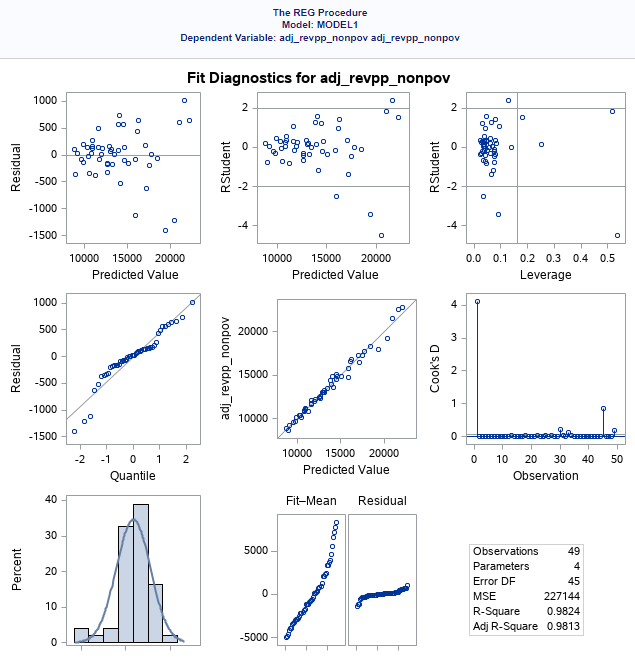 The REG Procedure
Model: MODEL1
Dependent Variable: adj_revpp_nonpov adj_revpp_nonpov
Fit Diagnostics for adj_revpp_nonpov
1000
500
0
-500
-1000
-1500
Residual
10000 15000 20000
Predicted Value
2
0
-2
-4
RStudent
10000 15000 20000
Predicted Value
2
0
-2
-4
RStudent
0.0 0.1 0.2 0.3 0.4 0.5
Leverage
1000
500
0
-500
-1000
-1500
Residual
-2 -1 0 1 2
Quantile
20000
15000
10000
adj_revpp_nonpov
10000 15000 20000
Predicted Value
4
3
2
1
0
Cook's D
0 10 20 30 40 50
Observation
40
30
20
10
0
Percent
Fit–Mean Residual
5000
0
-5000
Observations 49
Parameters 4
Error DF 45
MSE 227144
R-Square 0.9824
Adj R-Square 0.9813